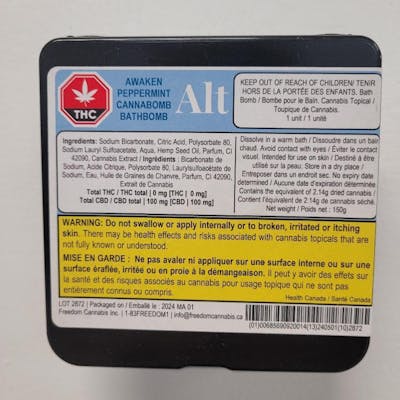 AWAKEN
PEPPERMINT
CANNABOMB
BATHBOMB
Alt
THC
KEEP OUT OF REACH OF CHILDREN/ TENIR
HORS DE LA PORTÉE DES ENFANTS. Bath
Bomb / Bombe pour le Bain. Cannabis Topical /
Toupique de Cannabis.
1 unit / 1 unité
Ingredients: Sodium Bicarbonate, Citric Acid, Polysorbate 80,
Sodium Lauryl Sulfoacetate, Aqua, Hemp Seed Oil, Parfum, CI
42090, Cannabis Extract / Ingrédients : Bicarbonate de
Sodium, Acide Citrique, Polysorbate 80, Laurylsulfoacétate de
Sodium, Eau, Huile de Graines de Chanvre, Parfum, CI 42090,
Extrait de Cannabis
Total THC / THC total | 0 mg [THC | 0 mg]
Total CBD / CBD total | 100 mg [CBD | 100 mg]
Dissolve in a warm bath / Dissoudre dans un bain
chaud. Avoid contact with eyes / Éviter le contact
visuel. Intended for use on skin / Destiné à être
utilisé sur la peau. Store in a dry place /
Entreposer dans un endroit sec. No expiry date
determined / Aucune date d'expiration déterminée
Contains the equivalent of 2.14g dried cannabis /
Contient l'équivalent de 2.14g de cannabis séché.
Net weight / Poids net : 150g
WARNING: Do not swallow or apply internally or to broken, irritated or itching
skin. There may be health effects and risks associated with cannabis topicals that are
not fully known or understood.
MISE EN GARDE : Ne pas avaler ni appliquer sur une surface interne ou sur une
surface éraflée, irritée ou en proie à la démangeaison. Il peut y avoir des effets sur
la santé et des risques associés au cannabis pour usage topique qui ne sont pas
entièrement connus ou compris.
Health Canada / Santé Canada
LOT 2872 | Packaged on / Emballé le : 2024 MA 01
Freedom Cannabis Inc. | 1-83FREEDOM1 | info@freedomcannabis.ca
(01)00685690920014(13)240501(10)2872